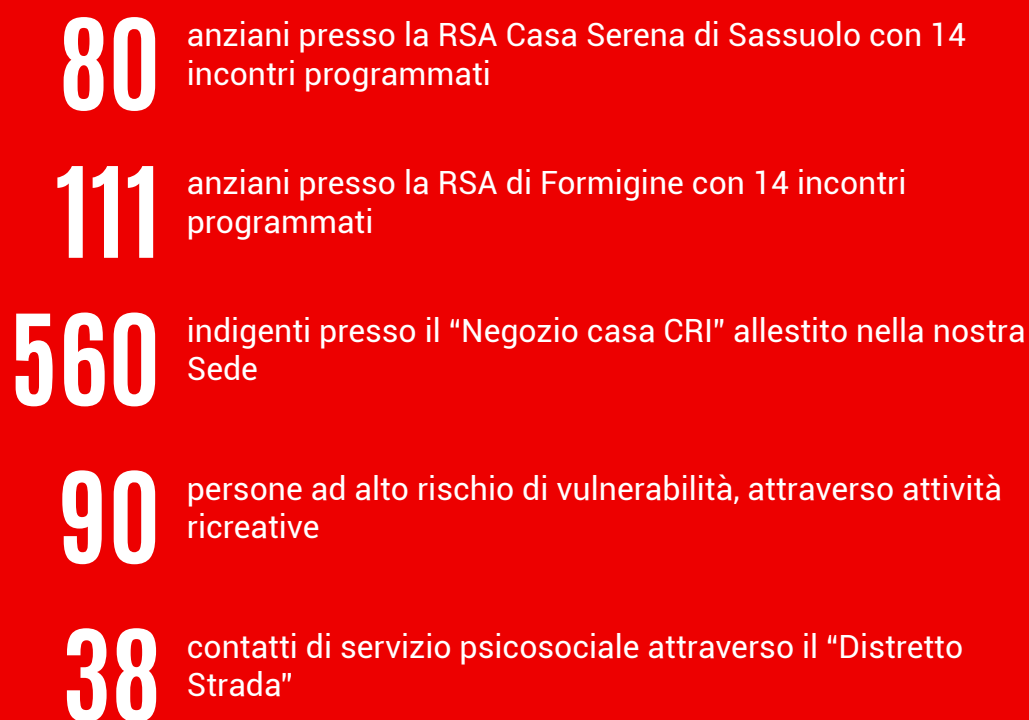 80
anziani presso la RSA Casa Serena di Sassuolo con 14
incontri programmati
111
anziani presso la RSA di Formigine con 14 incontri
programmati
560
indigenti presso il “Negozio casa CRI” allestito nella nostra
Sede
90
persone ad alto rischio di vulnerabilità, attraverso attività
ricreative
38
contatti di servizio psicosociale attraverso il “Distretto
Strada”